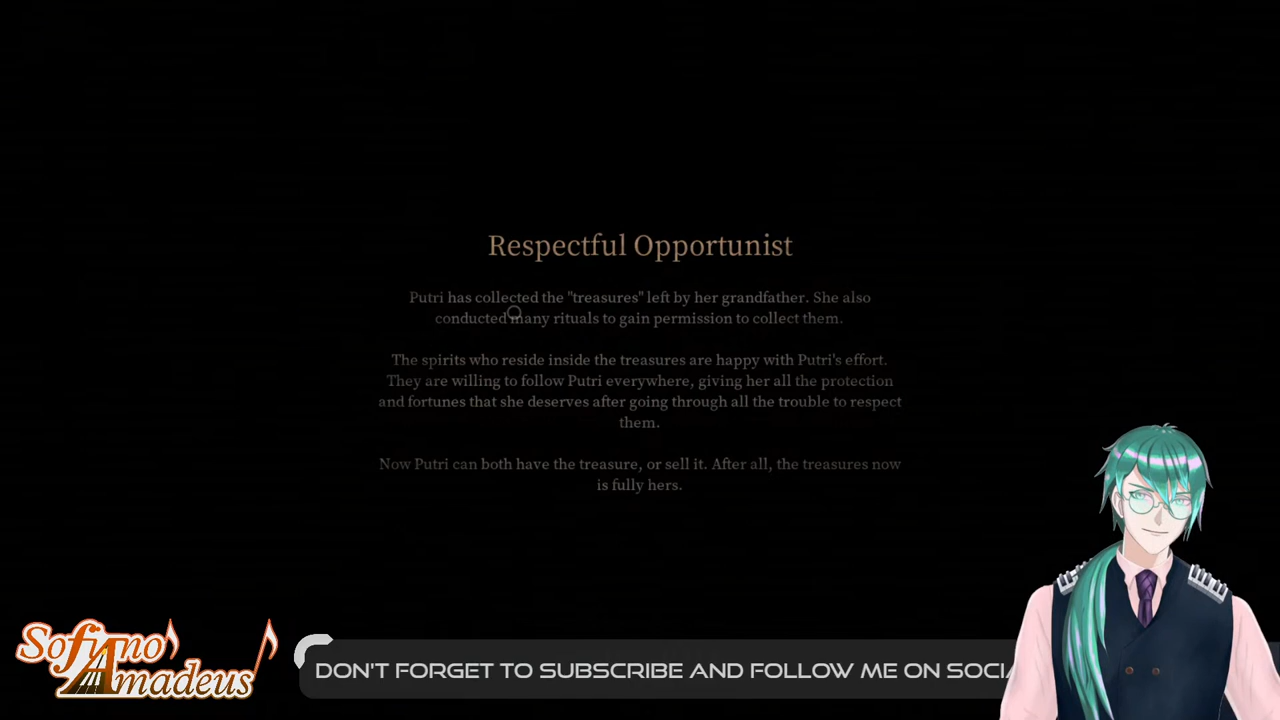 Respectful Opportunist
Putri has collected the "treasures" left by her grandfather. She also
conducted many rituals to gain permission to collect them.
The spirits who reside inside the treasures are happy with Putri's effort.
They are willing to follow Putri everywhere, giving her all the protection
and fortunes that she deserves after going through all the trouble to respect
them.
Now Putri can both have the treasure, or sell it. After all, the treasures now
is fully hers.
Sofiano
Amadeus
DON'T FORGET TO SUBSCRIBE AND FOLLOW ME ON SOCIA